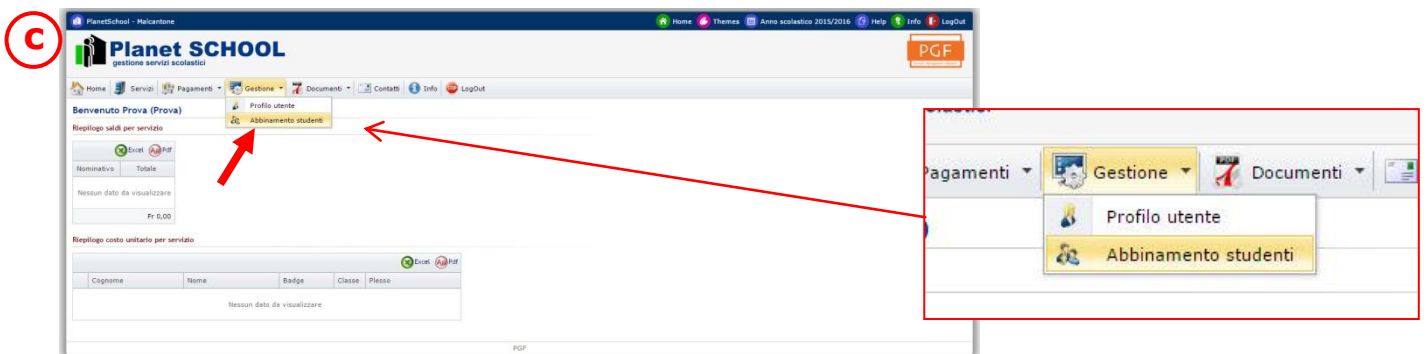 C
PlanetSchool - Malcantone
Home Themes Anno scolastico 2015/2016 Help Info LogOut
Planet SCHOOL
gestione servizi scolastici
PGF
Home Servizi Pagamenti Gestione Documenti Contatti Info LogOut
Profilo utente
Abbinamento studenti
Benvenuto Prova (Prova)
Riepilogo saldi per servizio
Excel Pdf
Nominativo Totale
Nessun dato da visualizzare
Fr 0,00
Riepilogo costo unitario per servizio
Excel Pdf
Cognome Nome Badge Classe Plesso
Nessun dato da visualizzare
PGF
Pagamenti Gestione Documenti
Profilo utente
Abbinamento studenti